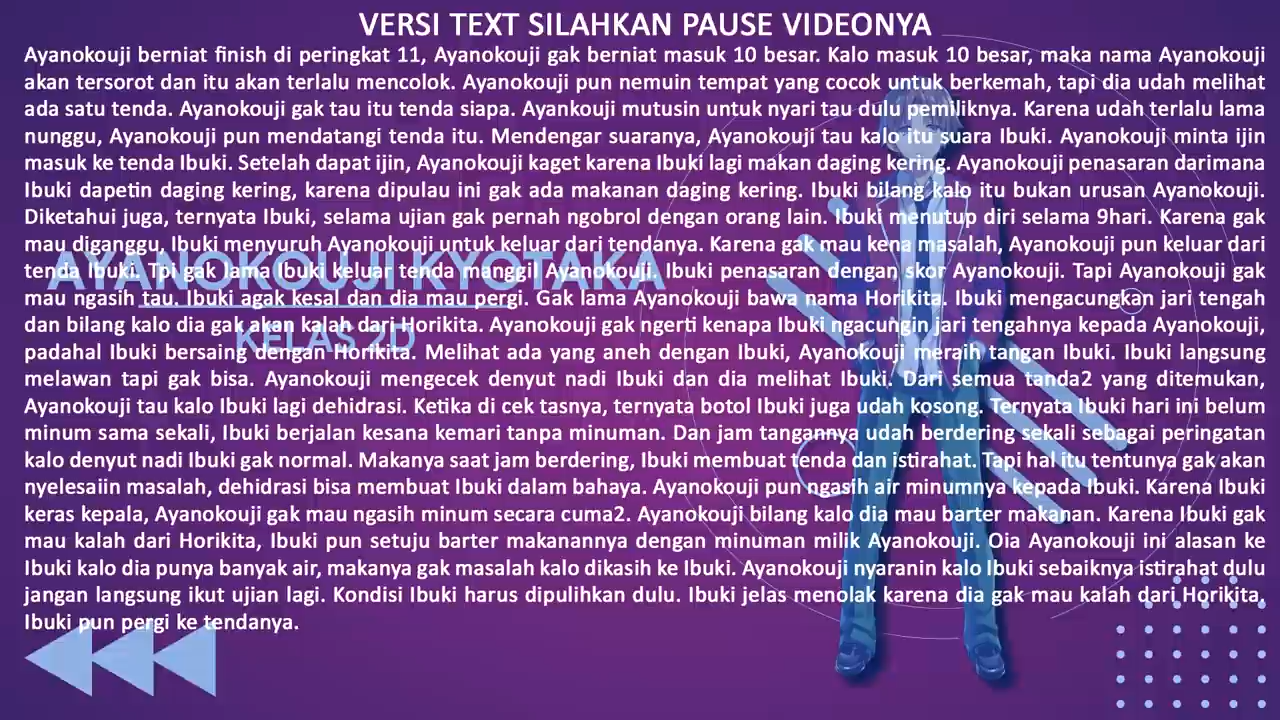 VERSI TEXT SILAHKAN PAUSE VIDEONYA
Ayanokouji berniat finish di peringkat 11, Ayanokouji gak berniat masuk 10 besar. Kalo masuk 10 besar, maka nama Ayanokouji
akan tersorot dan itu akan terlalu mencolok. Ayanokouji pun nemuin tempat yang cocok untuk berkemah, tapi dia udah melihat
ada satu tenda. Ayanokouji gak tau itu tenda siapa. Ayankouji mutusin untuk nyari tau dulu pemiliknya. Karena udah terlalu lama
nunggu, Ayanokouji pun mendatangi tenda itu. Mendengar suaranya, Ayanokouji tau kalo itu suara Ibuki. Ayanokouji minta ijin
masuk ke tenda Ibuki. Setelah dapat ijin, Ayanokouji kaget karena Ibuki lagi makan daging kering. Ayanokouji penasaran darimana
Ibuki dapetin daging kering, karena dipulau ini gak ada makanan daging kering. Ibuki bilang kalo itu bukan urusan Ayanokouji.
Diketahui juga, ternyata Ibuki, selama ujian gak pernah ngobrol dengan orang lain. Ibuki menutup diri selama 9hari. Karena gak
mau diganggu, Ibuki menyuruh Ayanokouji untuk keluar dari tendanya. Karena gak mau kena masalah, Ayanokouji pun keluar dari
tenda Ibuki. Tpi gak lama Ibuki keluar tenda manggil Ayanokouji. Ibuki penasaran dengan skor Ayanokouji. Tapi Ayanokouji gak
AYANOKOUJI KYOTAKA
mau ngasih tau. Ibuki agak kesal dan dia mau pergi. Gak lama Ayanokouji bawa nama Horikita. Ibuki mengacungkan jari tengah
dan bilang kalo dia gak akan kalah dari Horikita. Ayanokouji gak ngerti kenapa Ibuki ngacungin jari tengahnya kepada Ayanokouji,
KELAS 2D
padahal Ibuki bersaing dengan Horikita. Melihat ada yang aneh dengan Ibuki, Ayanokouji meraih tangan Ibuki. Ibuki langsung
melawan tapi gak bisa. Ayanokouji mengecek denyut nadi Ibuki dan dia melihat Ibuki. Dari semua tanda2 yang ditemukan,
Ayanokouji tau kalo Ibuki lagi dehidrasi. Ketika di cek tasnya, ternyata botol Ibuki juga udah kosong. Ternyata Ibuki hari ini belum
minum sama sekali, Ibuki berjalan kesana kemari tanpa minuman. Dan jam tangannya udah berdering sekali sebagai peringatan
kalo denyut nadi Ibuki gak normal. Makanya saat jam berdering, Ibuki membuat tenda dan istirahat. Tapi hal itu tentunya gak akan
nyelesaiin masalah, dehidrasi bisa membuat Ibuki dalam bahaya. Ayanokouji pun ngasih air minumnya kepada Ibuki. Karena Ibuki
keras kepala, Ayanokouji gak mau ngasih minum secara cuma2. Ayanokouji bilang kalo dia mau barter makanan. Karena Ibuki gak
mau kalah dari Horikita, Ibuki pun setuju barter makanannya dengan minuman milik Ayanokouji. Oia Ayanokouji ini alasan ke
Ibuki kalo dia punya banyak air, makanya gak masalah kalo dikasih ke Ibuki. Ayanokouji nyaranin kalo Ibuki sebaiknya istirahat dulu
jangan langsung ikut ujian lagi. Kondisi Ibuki harus dipulihkan dulu. Ibuki jelas menolak karena dia gak mau kalah dari Horikita,
Ibuki pun pergi ke tendanya.